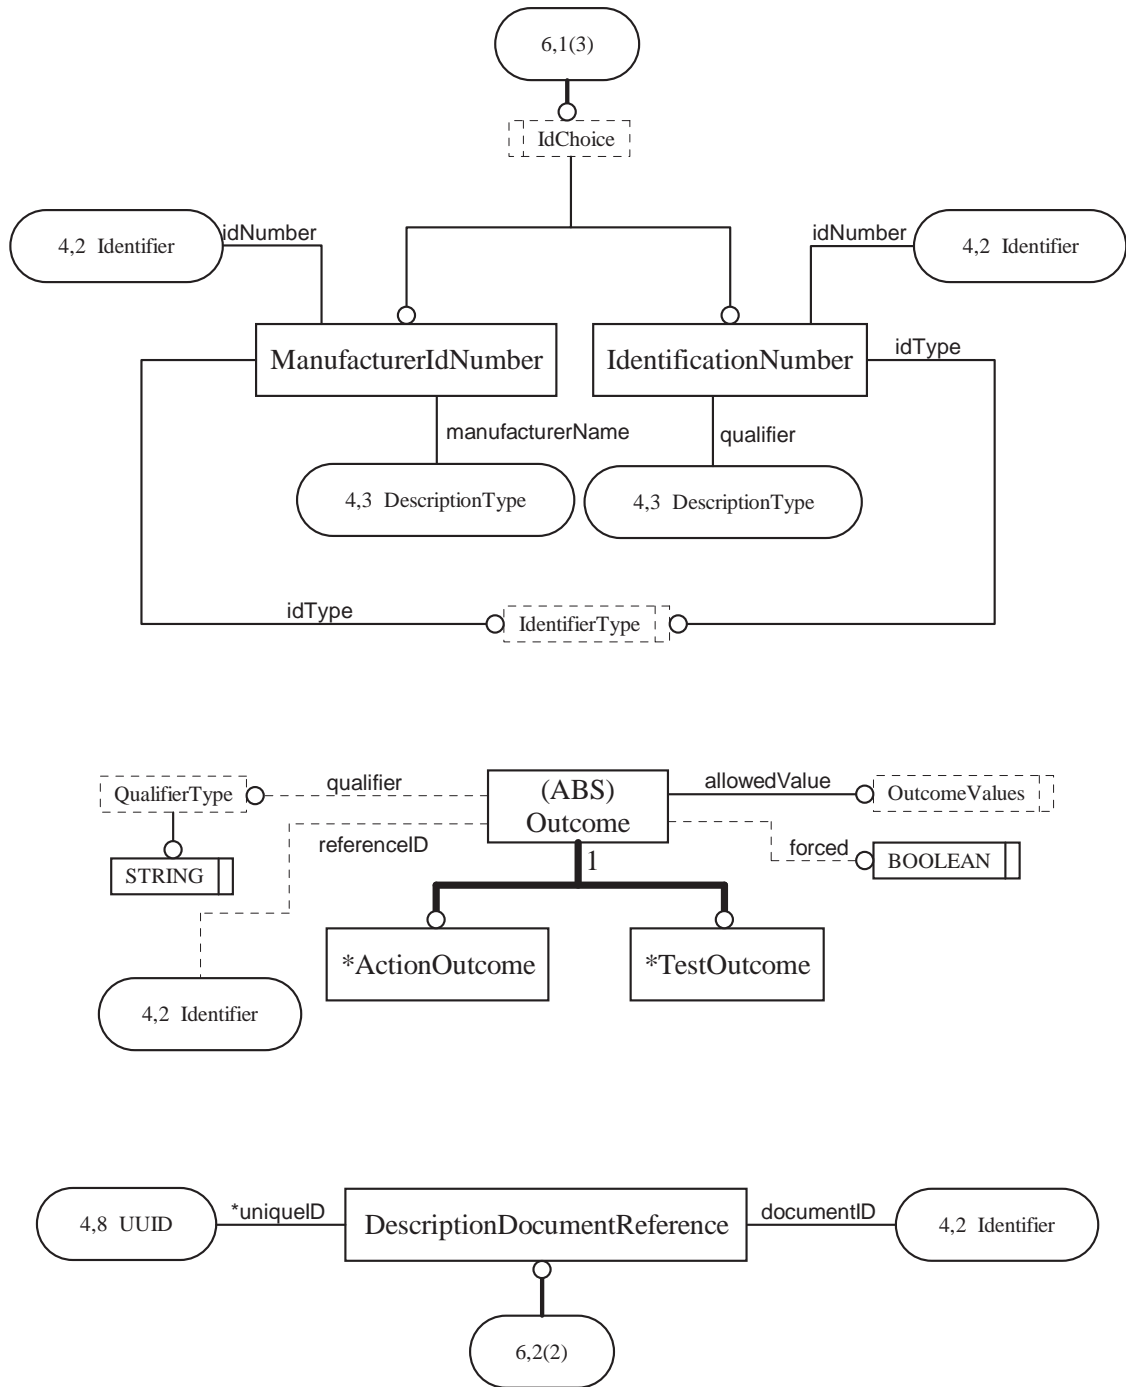 6,1(3)
IdChoice
4,2 Identifier
idNumber
idNumber
4,2 Identifier
ManufacturerIdNumber
IdentificationNumber
idType
manufacturerName
qualifier
4,3 DescriptionType
4,3 DescriptionType
idType
IdentifierType
QualifierType
qualifier
(ABS)
Outcome
allowedValue
OutcomeValues
referenceID
forced
BOOLEAN
STRING
1
*ActionOutcome
*TestOutcome
4,2 Identifier
4,8 UUID
*uniqueID
DescriptionDocumentReference
documentID
4,2 Identifier
6,2(2)